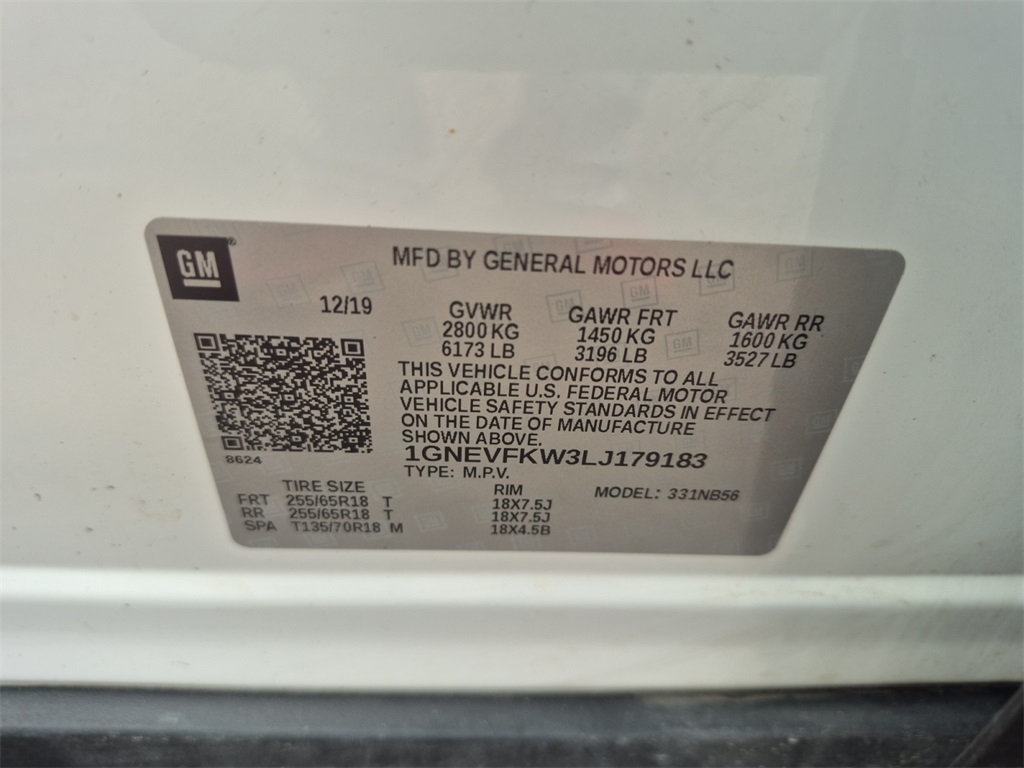 GM®
MFD BY GENERAL MOTORS LLC
12/19
GVWR
2800 KG
6173 LB
GAWR FRT
1450 KG
3196 LB
GAWR RR
1600 KG
3527 LB
THIS VEHICLE CONFORMS TO ALL
APPLICABLE U.S. FEDERAL MOTOR
VEHICLE SAFETY STANDARDS IN EFFECT
ON THE DATE OF MANUFACTURE
SHOWN ABOVE.
8624
1GNEVFKW3LJ179183
TYPE: M.P.V.
TIRE SIZE RIM MODEL: 331NB56
FRT 255/65R18 T 18X7.5J
RR 255/65R18 T 18X7.5J
SPA T135/70R18 M 18X4.5B